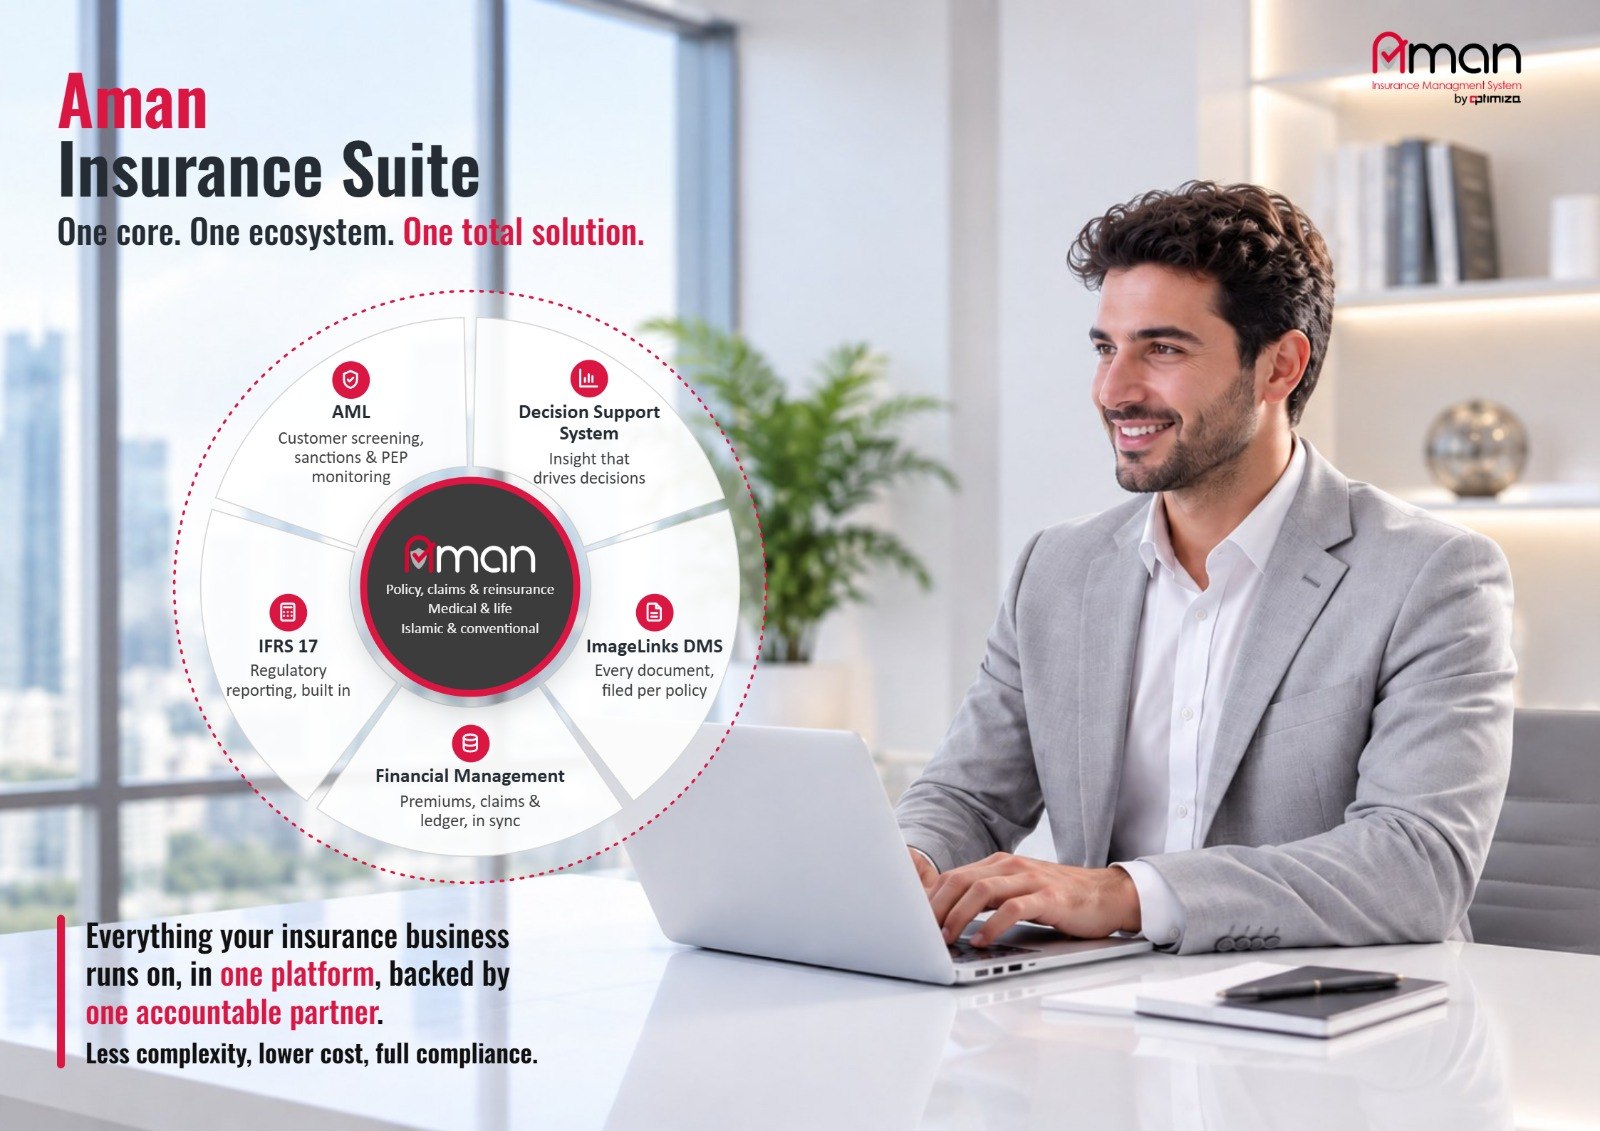 Aman
Insurance Suite
One core. One ecosystem. One total solution.
Aman
Insurance Managment System
by optimiza
AML
Customer screening,
sanctions & PEP
monitoring
Decision Support
System
Insight that
drives decisions
Aman
Policy, claims & reinsurance
Medical & life
Islamic & conventional
IFRS 17
Regulatory
reporting, built in
ImageLinks DMS
Every document,
filed per policy
Financial Management
Premiums, claims &
ledger, in sync
Everything your insurance business
runs on, in one platform, backed by
one accountable partner.
Less complexity, lower cost, full compliance.